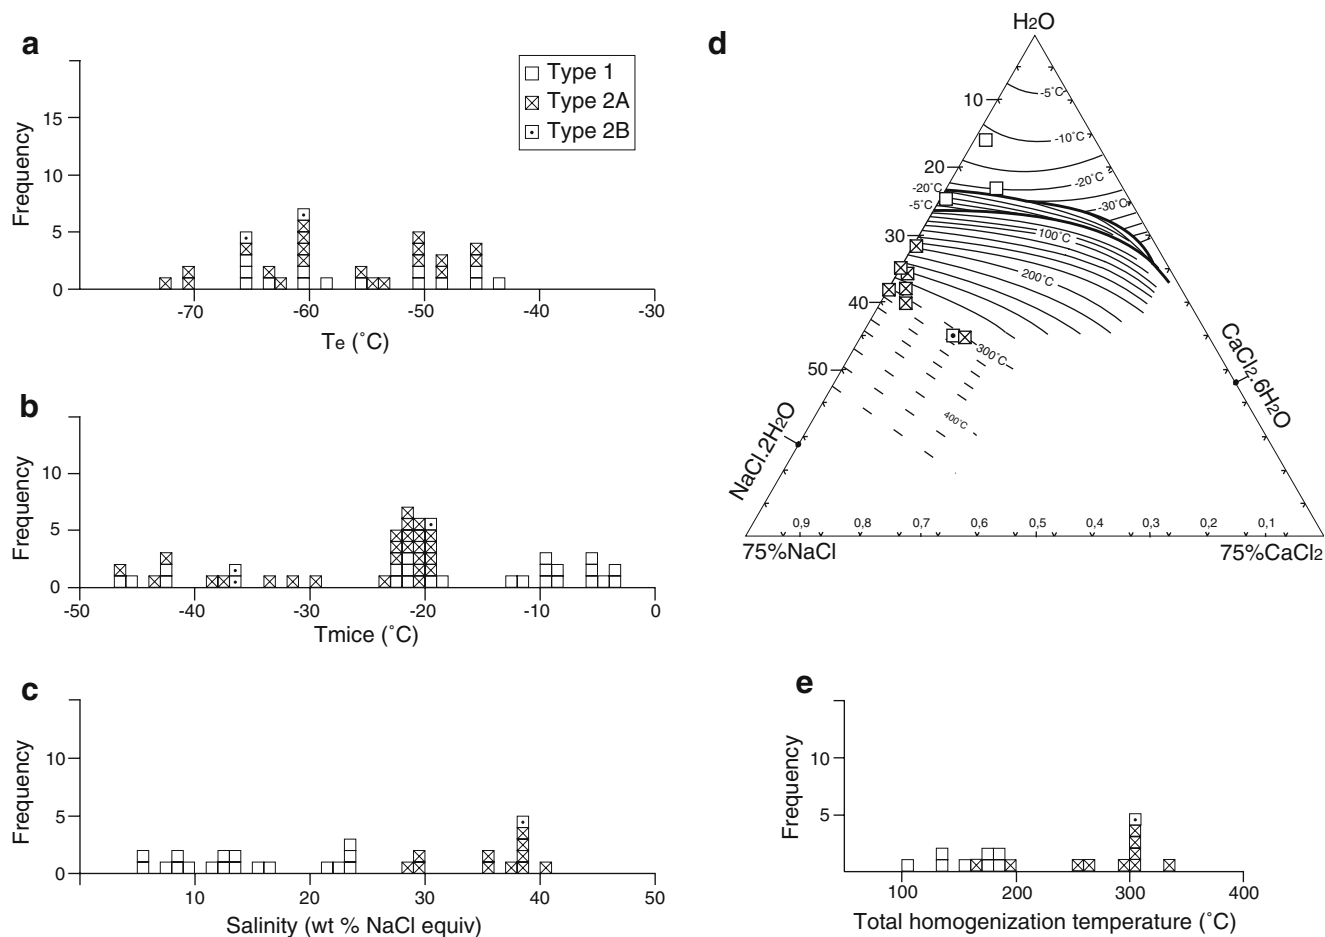 a
Frequency
15
10
5
0
-70
-60
-50
-40
-30
Te (˚C)
Type 1
Type 2A
Type 2B
b
Frequency
10
5
0
-50
-40
-30
-20
-10
0
Tmice (˚C)
c
Frequency
10
5
0
10
20
30
40
50
Salinity (wt % NaCl equiv)
d
H2O
10
20
30
40
50
-5˚C
-10˚C
-20˚C
-30˚C
-20˚C
-5˚C
100˚C
200˚C
300˚C
400˚C
NaCl.2H2O
CaCl2.6H2O
0,9 0,8 0,7 0,6 0,5 0,4 0,3 0,2 0,1
75%NaCl
75%CaCl2
e
Frequency
10
5
100
200
300
400
Total homogenization temperature (˚C)